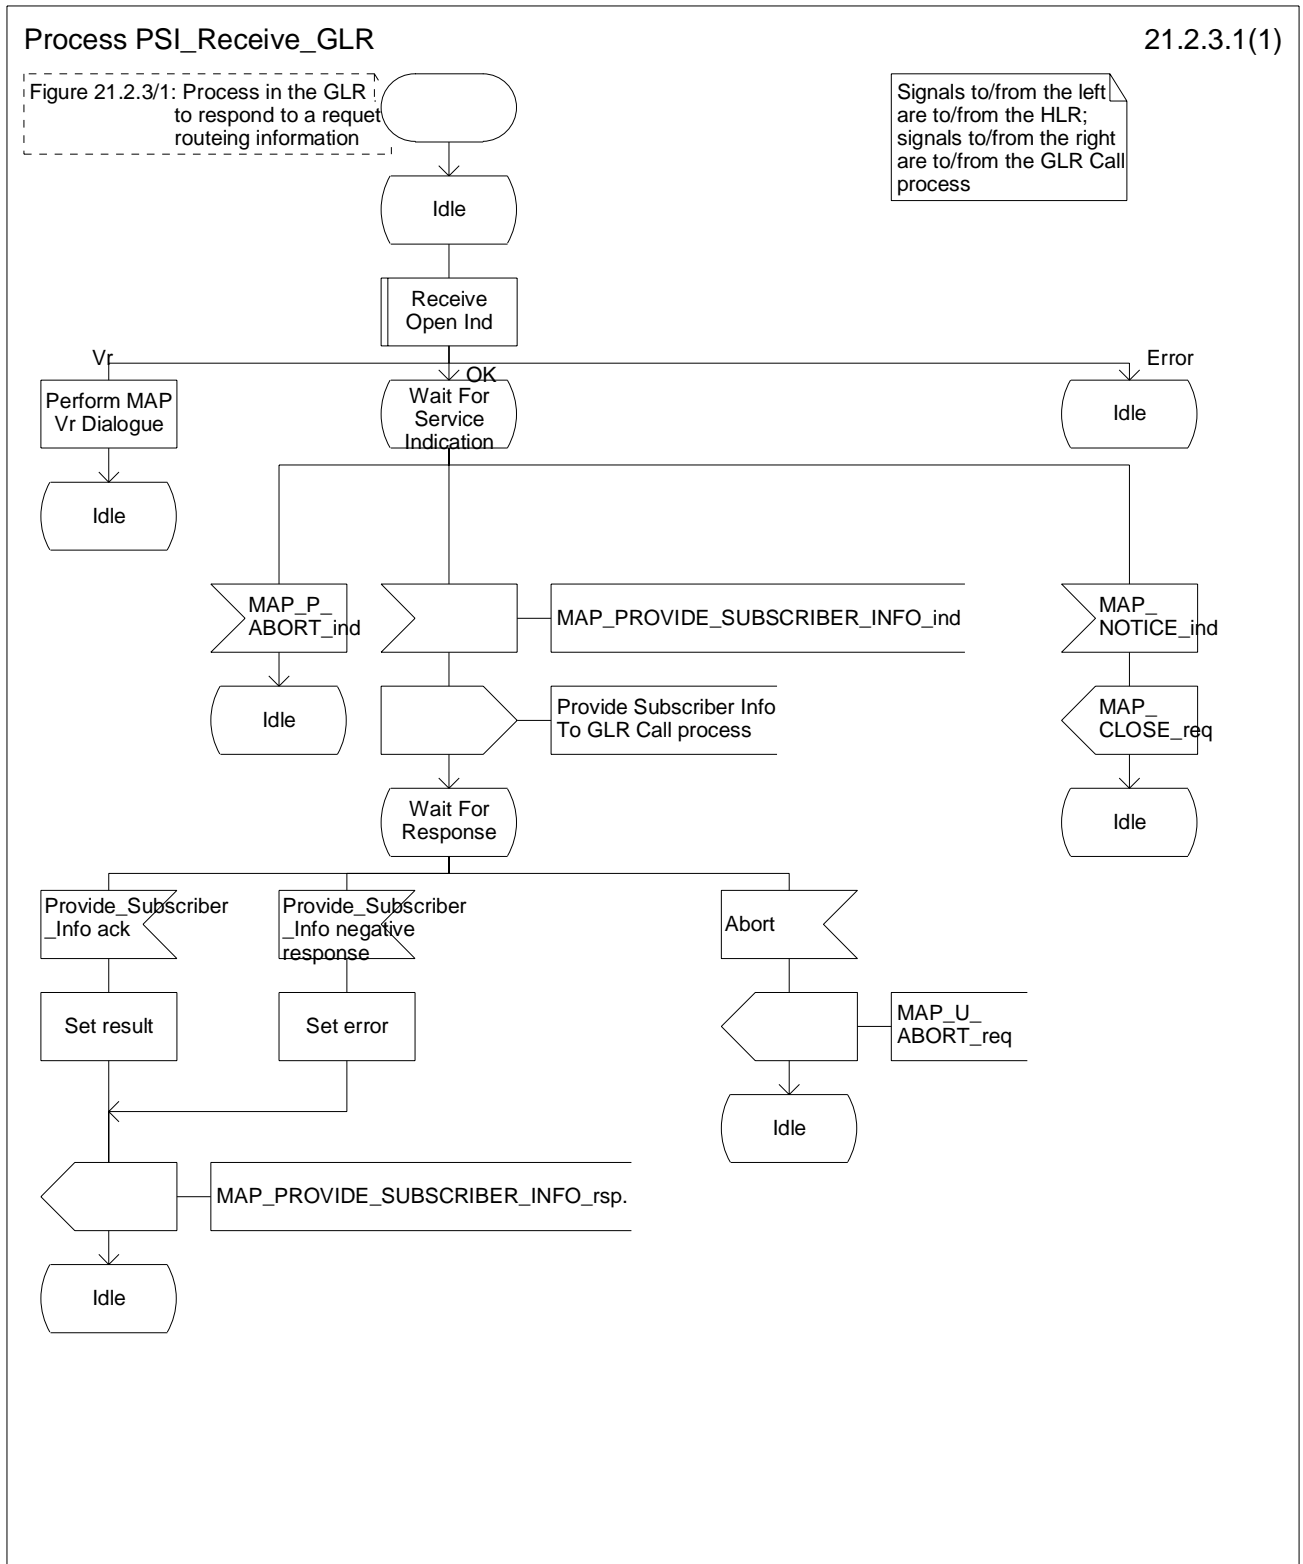 Process PSI_Receive_GLR
21.2.3.1(1)
Figure 21.2.3/1: Process in the GLR
to respond to a requet
routeing information
Signals to/from the left
are to/from the HLR;
signals to/from the right
are to/from the GLR Call
process
Idle
Receive
Open Ind
Vr
OK
Error
Perform MAP
Vr Dialogue
Wait For
Service
Indication
Idle
Idle
MAP_P_
ABORT_ind
MAP_PROVIDE_SUBSCRIBER_INFO_ind
MAP_
NOTICE_ind
Idle
Provide Subscriber Info
To GLR Call process
MAP_
CLOSE_req
Wait For
Response
Idle
Provide_Subscriber
_Info ack
Provide_Subscriber
_Info negative
response
Abort
Set result
Set error
MAP_U_
ABORT_req
Idle
MAP_PROVIDE_SUBSCRIBER_INFO_rsp.
Idle